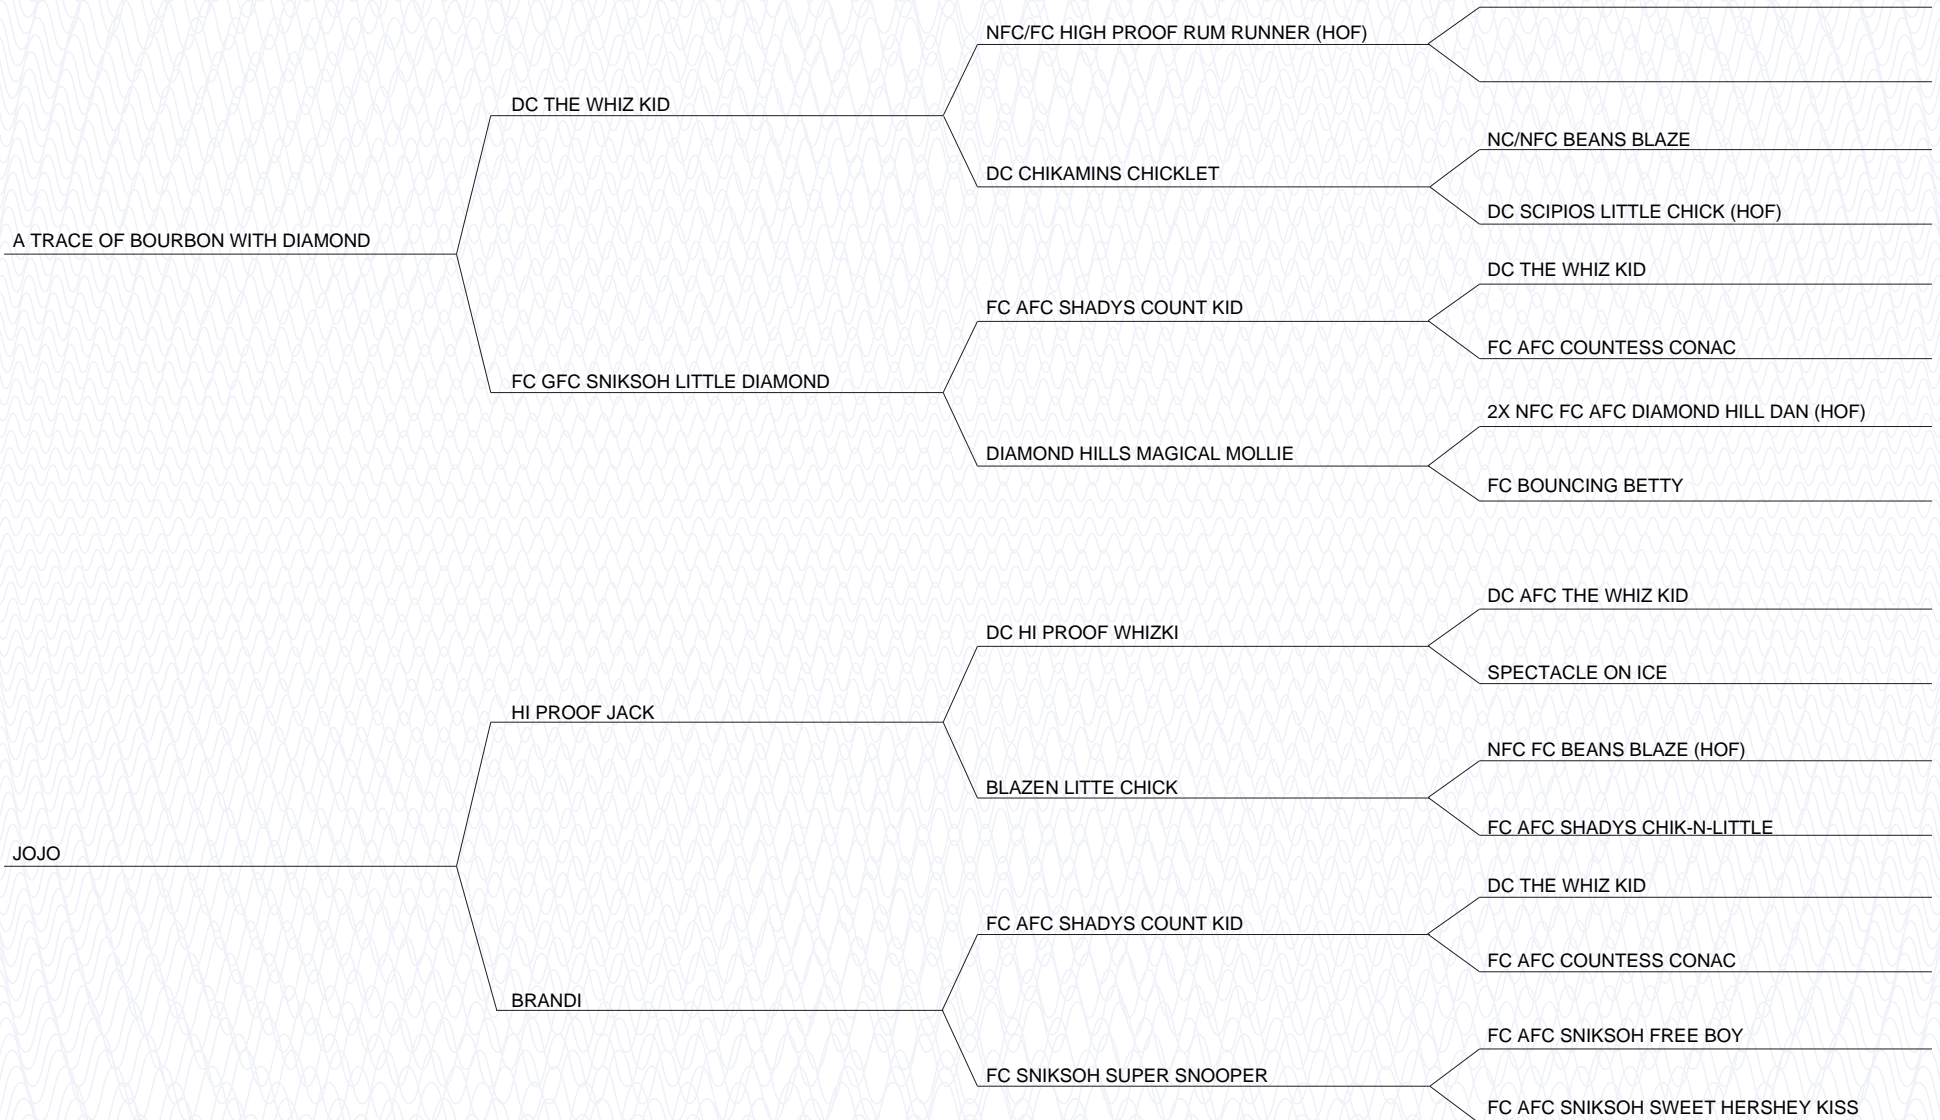 NFC/FC HIGH PROOF RUM RUNNER (HOF)
DC THE WHIZ KID
NC/NFC BEANS BLAZE
DC CHIKAMINS CHICKLET
DC SCIPIOS LITTLE CHICK (HOF)
A TRACE OF BOURBON WITH DIAMOND
DC THE WHIZ KID
FC AFC SHADYS COUNT KID
FC AFC COUNTESS CONAC
FC GFC SNIKSOH LITTLE DIAMOND
2X NFC FC AFC DIAMOND HILL DAN (HOF)
DIAMOND HILLS MAGICAL MOLLIE
FC BOUNCING BETTY
DC AFC THE WHIZ KID
DC HI PROOF WHIZKI
SPECTACLE ON ICE
HI PROOF JACK
NFC FC BEANS BLAZE (HOF)
BLAZEN LITTE CHICK
FC AFC SHADYS CHIK-N-LITTLE
JOJO
DC THE WHIZ KID
FC AFC SHADYS COUNT KID
FC AFC COUNTESS CONAC
BRANDI
FC AFC SNIKSOH FREE BOY
FC SNIKSOH SUPER SNOOPER
FC AFC SNIKSOH SWEET HERSHEY KISS